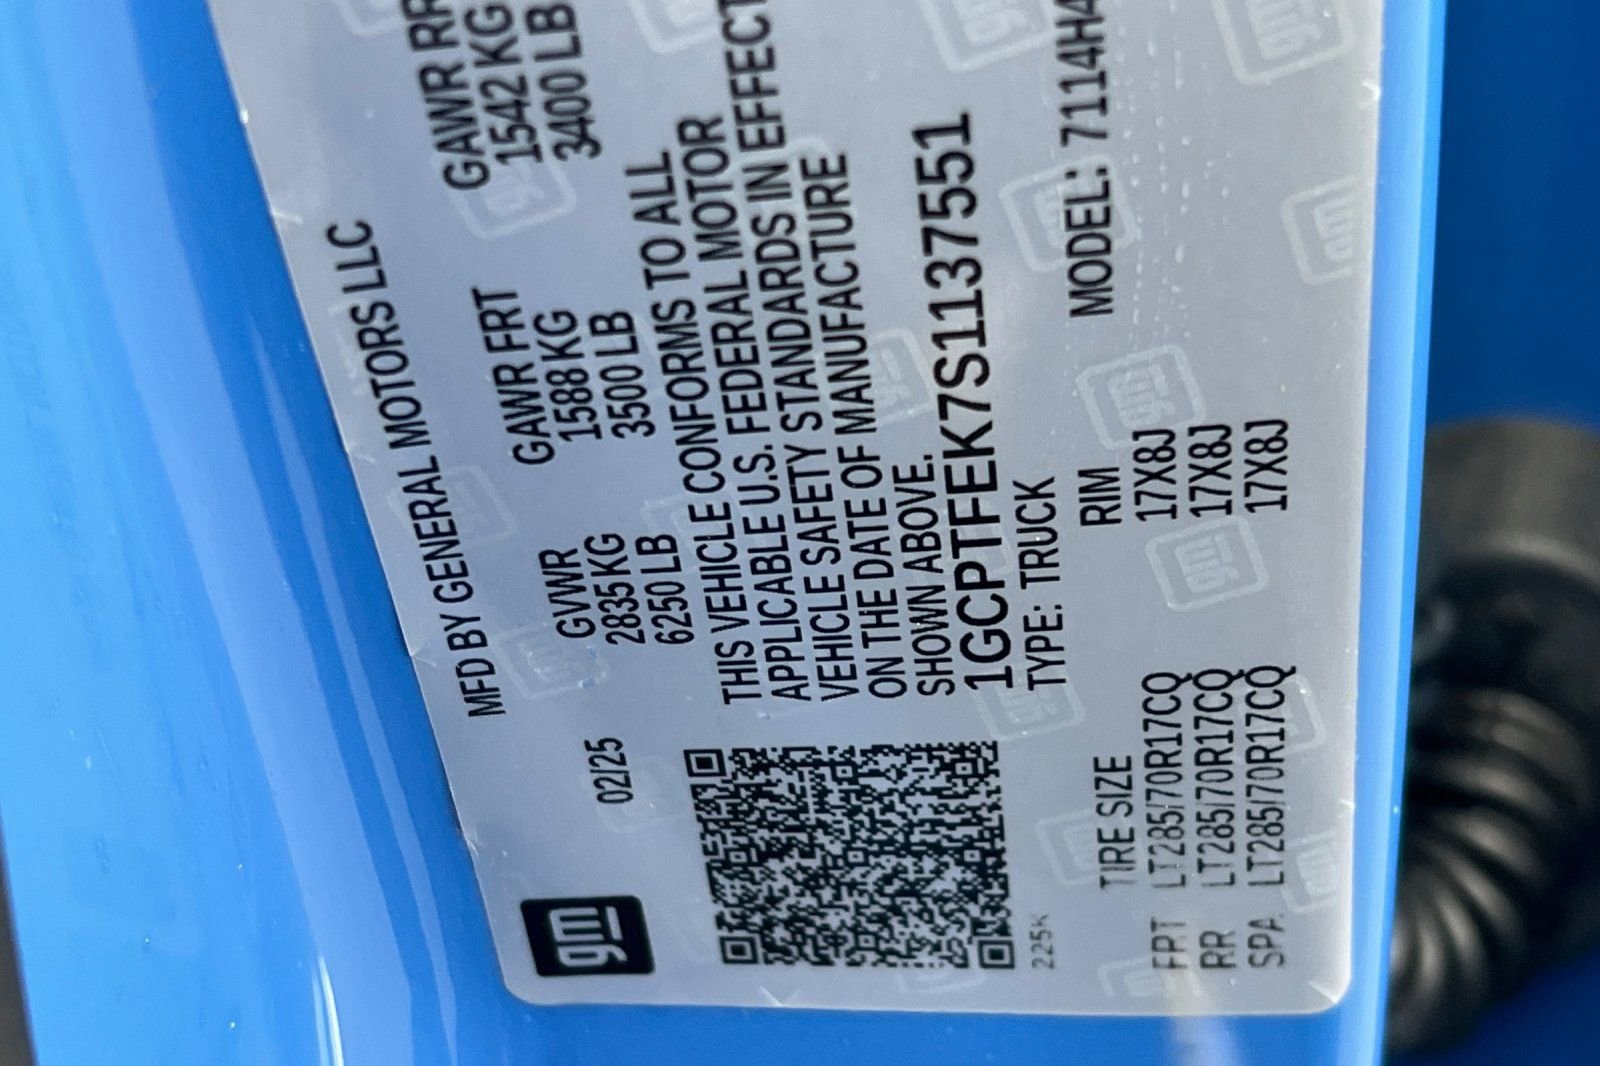 gm
MFD BY GENERAL MOTORS LLC
02/25
GVWR GAWR FRT GAWR RR
2835 KG 1588 KG 1542 KG
6250 LB 3500 LB 3400 LB
THIS VEHICLE CONFORMS TO ALL
APPLICABLE U.S. FEDERAL MOTOR
VEHICLE SAFETY STANDARDS IN EFFECT
ON THE DATE OF MANUFACTURE
SHOWN ABOVE.
1GCPTFEK7S1137551
TYPE: TRUCK MODEL: 7114H4
225K
TIRE SIZE RIM
FRT LT285/70R17CQ 17X8J
RR LT285/70R17CQ 17X8J
SPA LT285/70R17CQ 17X8J